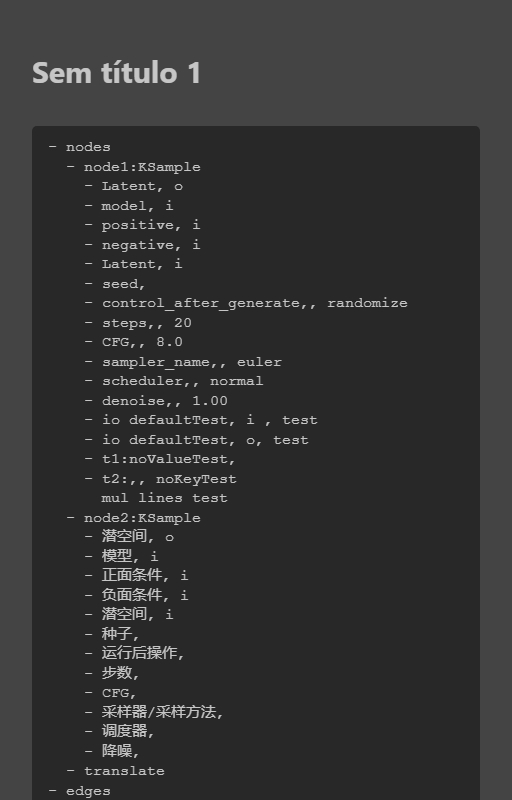 Sem título 1
- nodes
  - node1:KSample
    - Latent, o
    - model, i
    - positive, i
    - negative, i
    - Latent, i
    - seed,
    - control_after_generate,, randomize
    - steps,, 20
    - CFG,, 8.0
    - sampler_name,, euler
    - scheduler,, normal
    - denoise,, 1.00
    - io defaultTest, i , test
    - io defaultTest, o, test
    - t1:noValueTest,
    - t2:,, noKeyTest
      mul lines test
  - node2:KSample
    - 潜空间, o
    - 模型, i
    - 正面条件, i
    - 负面条件, i
    - 潜空间, i
    - 种子,
    - 运行后操作,
    - 步数,
    - CFG,
    - 采样器/采样方法,
    - 调度器,
    - 降噪,
  - translate
- edges